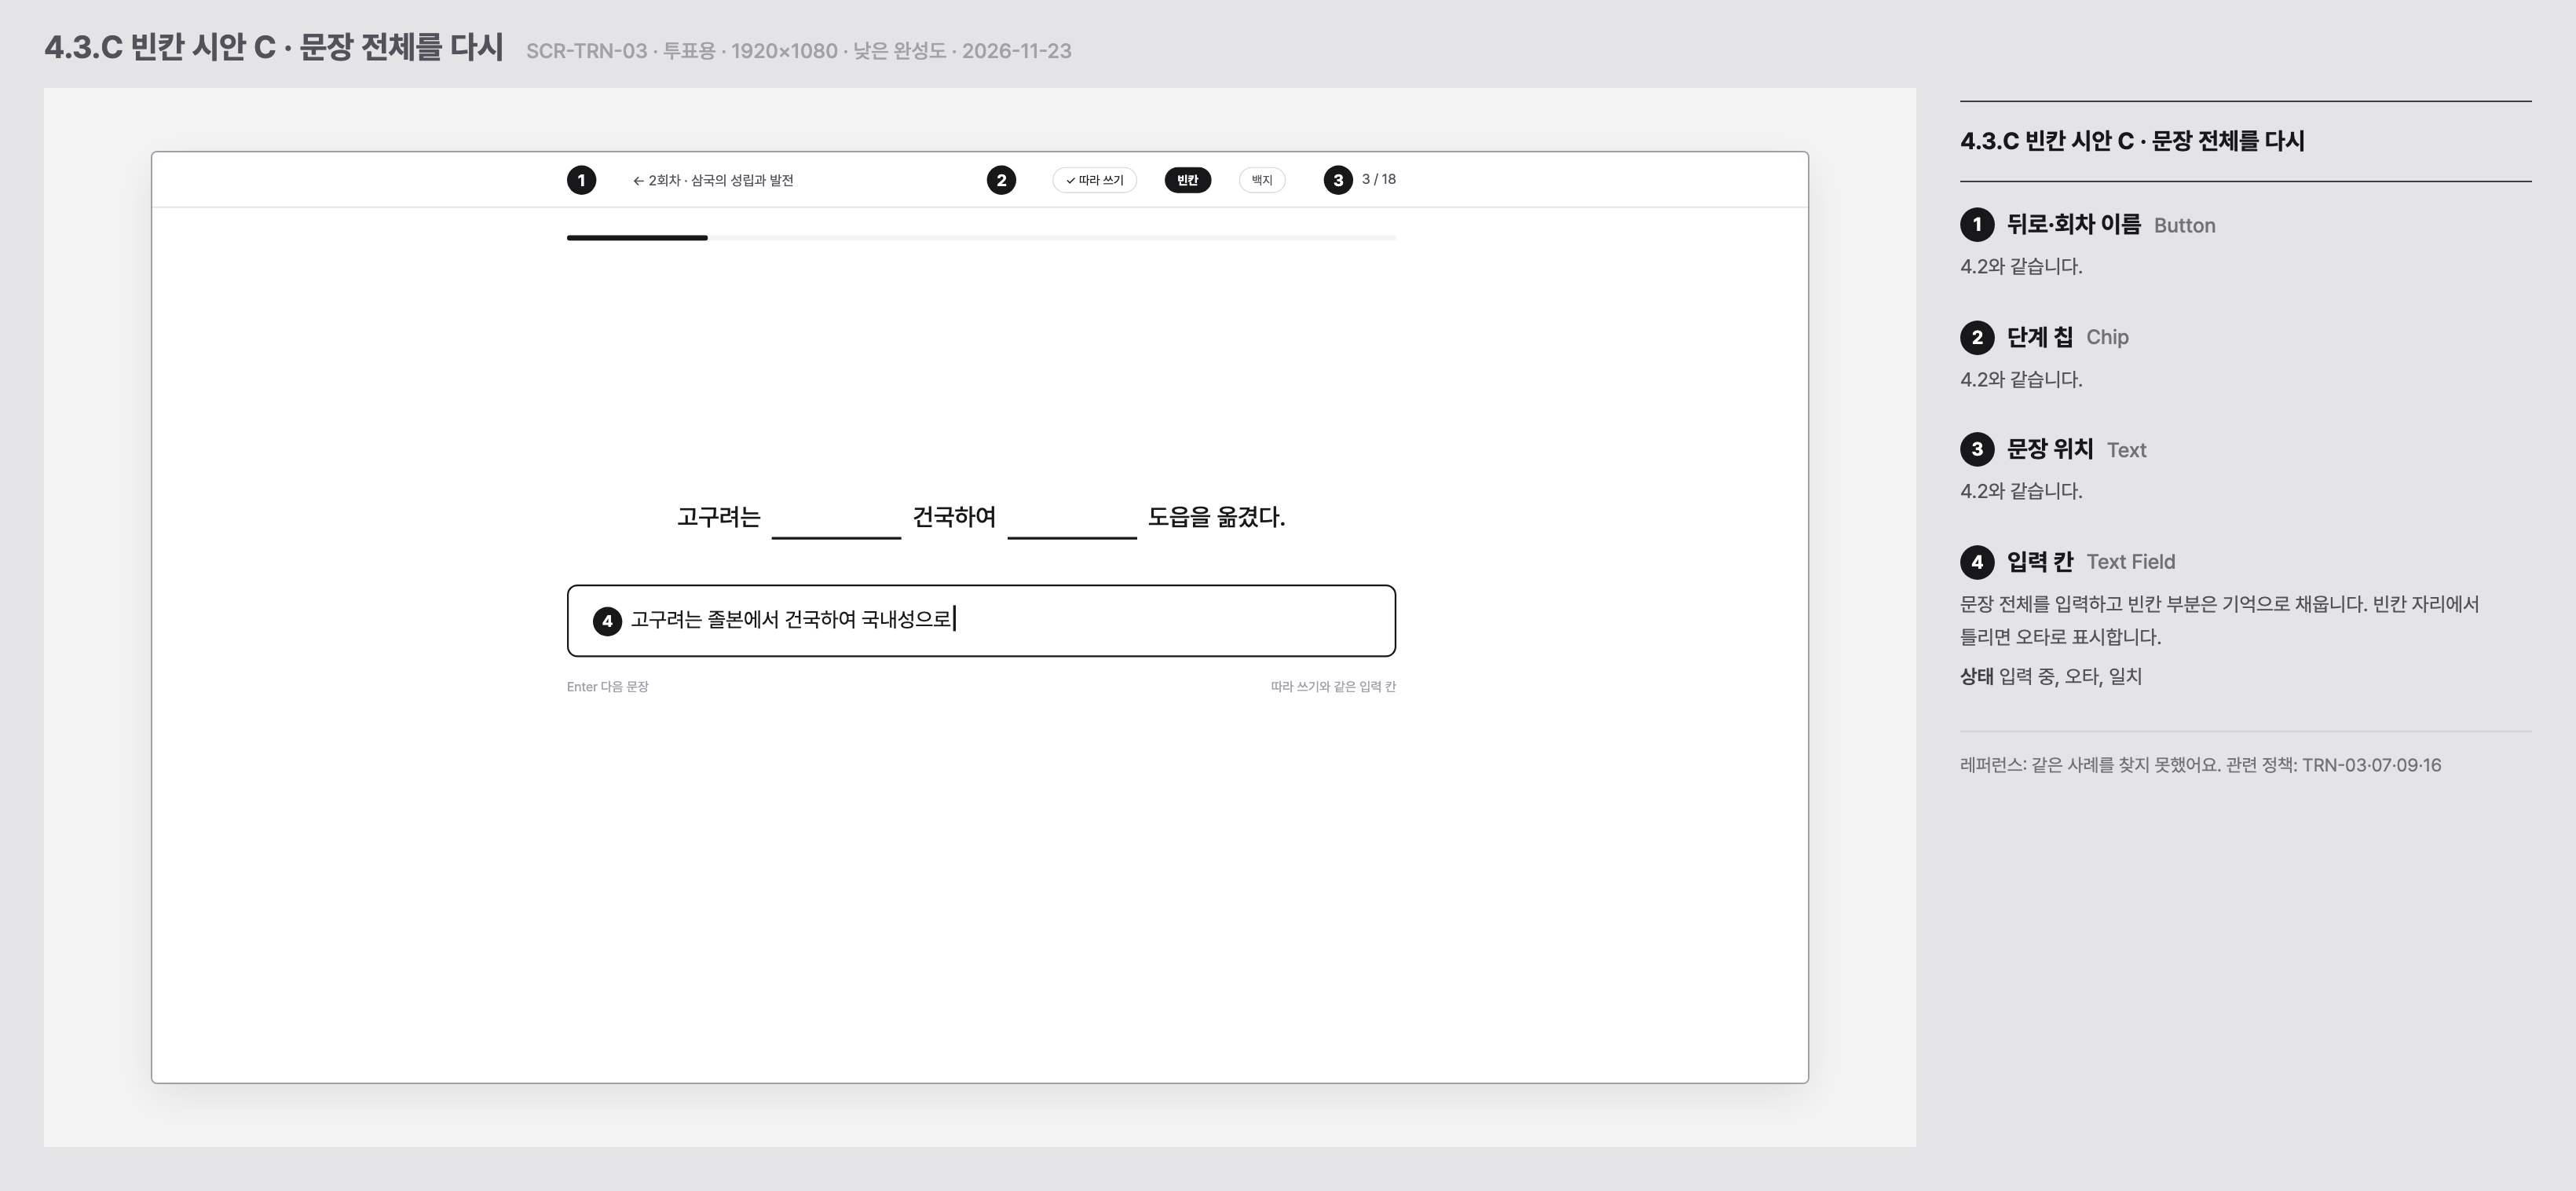 4.3.C 빈칸 시안 C · 문장 전체를 다시 SCR-TRN-03 · 투표용 · 1920×1080 · 낮은 완성도 · 2026-11-23
1 ← 2회차 · 삼국의 성립과 발전 2 ✓ 따라 쓰기 빈칸 백지 3 3 / 18
고구려는 ________ 건국하여 ________ 도읍을 옮겼다.
4 고구려는 졸본에서 건국하여 국내성으로
Enter 다음 문장 따라 쓰기와 같은 입력 칸
4.3.C 빈칸 시안 C · 문장 전체를 다시
1 뒤로·회차 이름 Button
4.2와 같습니다.
2 단계 칩 Chip
4.2와 같습니다.
3 문장 위치 Text
4.2와 같습니다.
4 입력 칸 Text Field
문장 전체를 입력하고 빈칸 부분은 기억으로 채웁니다. 빈칸 자리에서
틀리면 오타로 표시합니다.
상태 입력 중, 오타, 일치
레퍼런스: 같은 사례를 찾지 못했어요. 관련 정책: TRN-03·07·09·16